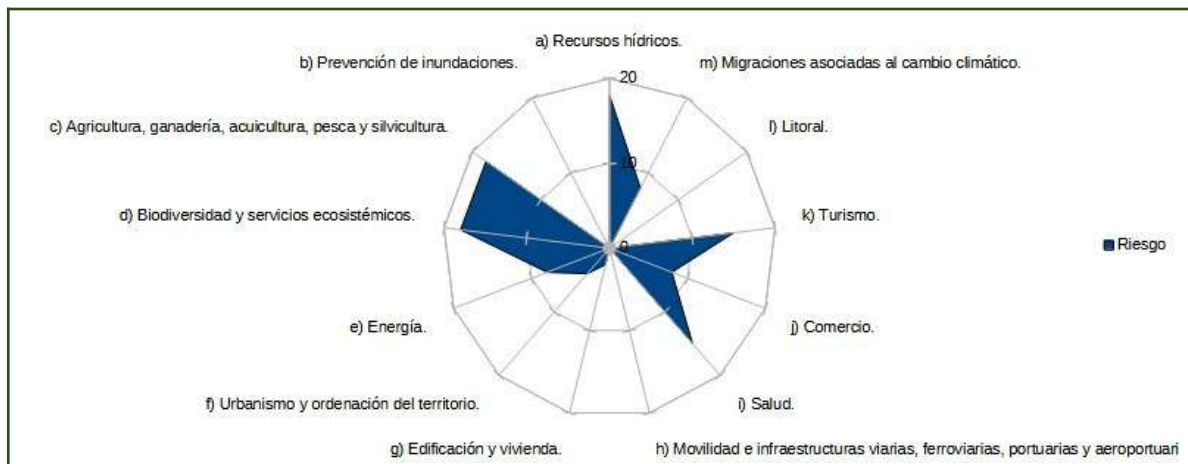 a) Recursos hídricos.
b) Prevención de inundaciones.
m) Migraciones asociadas al cambio climático.
20
c) Agricultura, ganadería, acuicultura, pesca y silvicultura.
l) Litoral.
10
d) Biodiversidad y servicios ecosistémicos.
k) Turismo.
0
Riesgo
e) Energía.
j) Comercio.
f) Urbanismo y ordenación del territorio.
i) Salud.
g) Edificación y vivienda.
h) Movilidad e infraestructuras viarias, ferroviarias, portuarias y aeroportuari